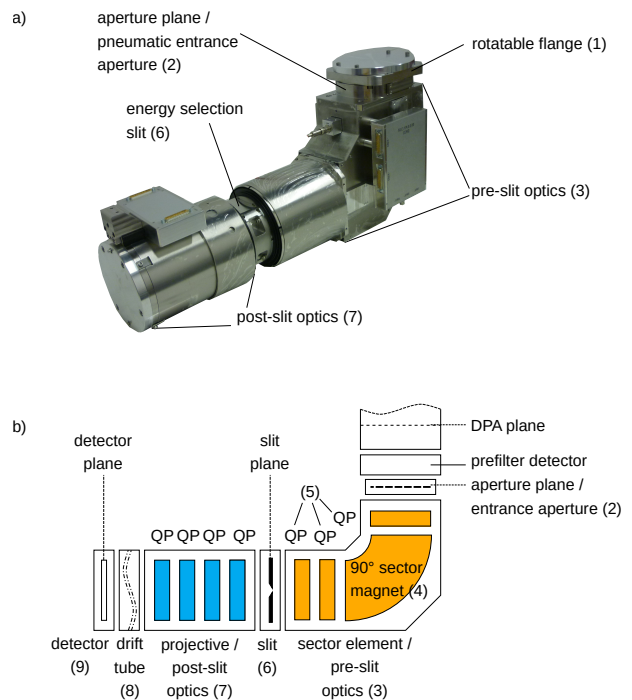 a)
aperture plane /
pneumatic entrance
aperture (2)
rotatable flange (1)
energy selection
slit (6)
pre-slit optics (3)
post-slit optics (7)
b)
detector
plane
slit
plane
DPA plane
prefilter detector
aperture plane /
entrance aperture (2)
(5)
QP QP QP QP QP QP QP
90° sector
magnet (4)
detector
(9)
drift
tube
(8)
projective /
post-slit
optics (7)
slit
(6)
sector element /
pre-slit
optics (3)